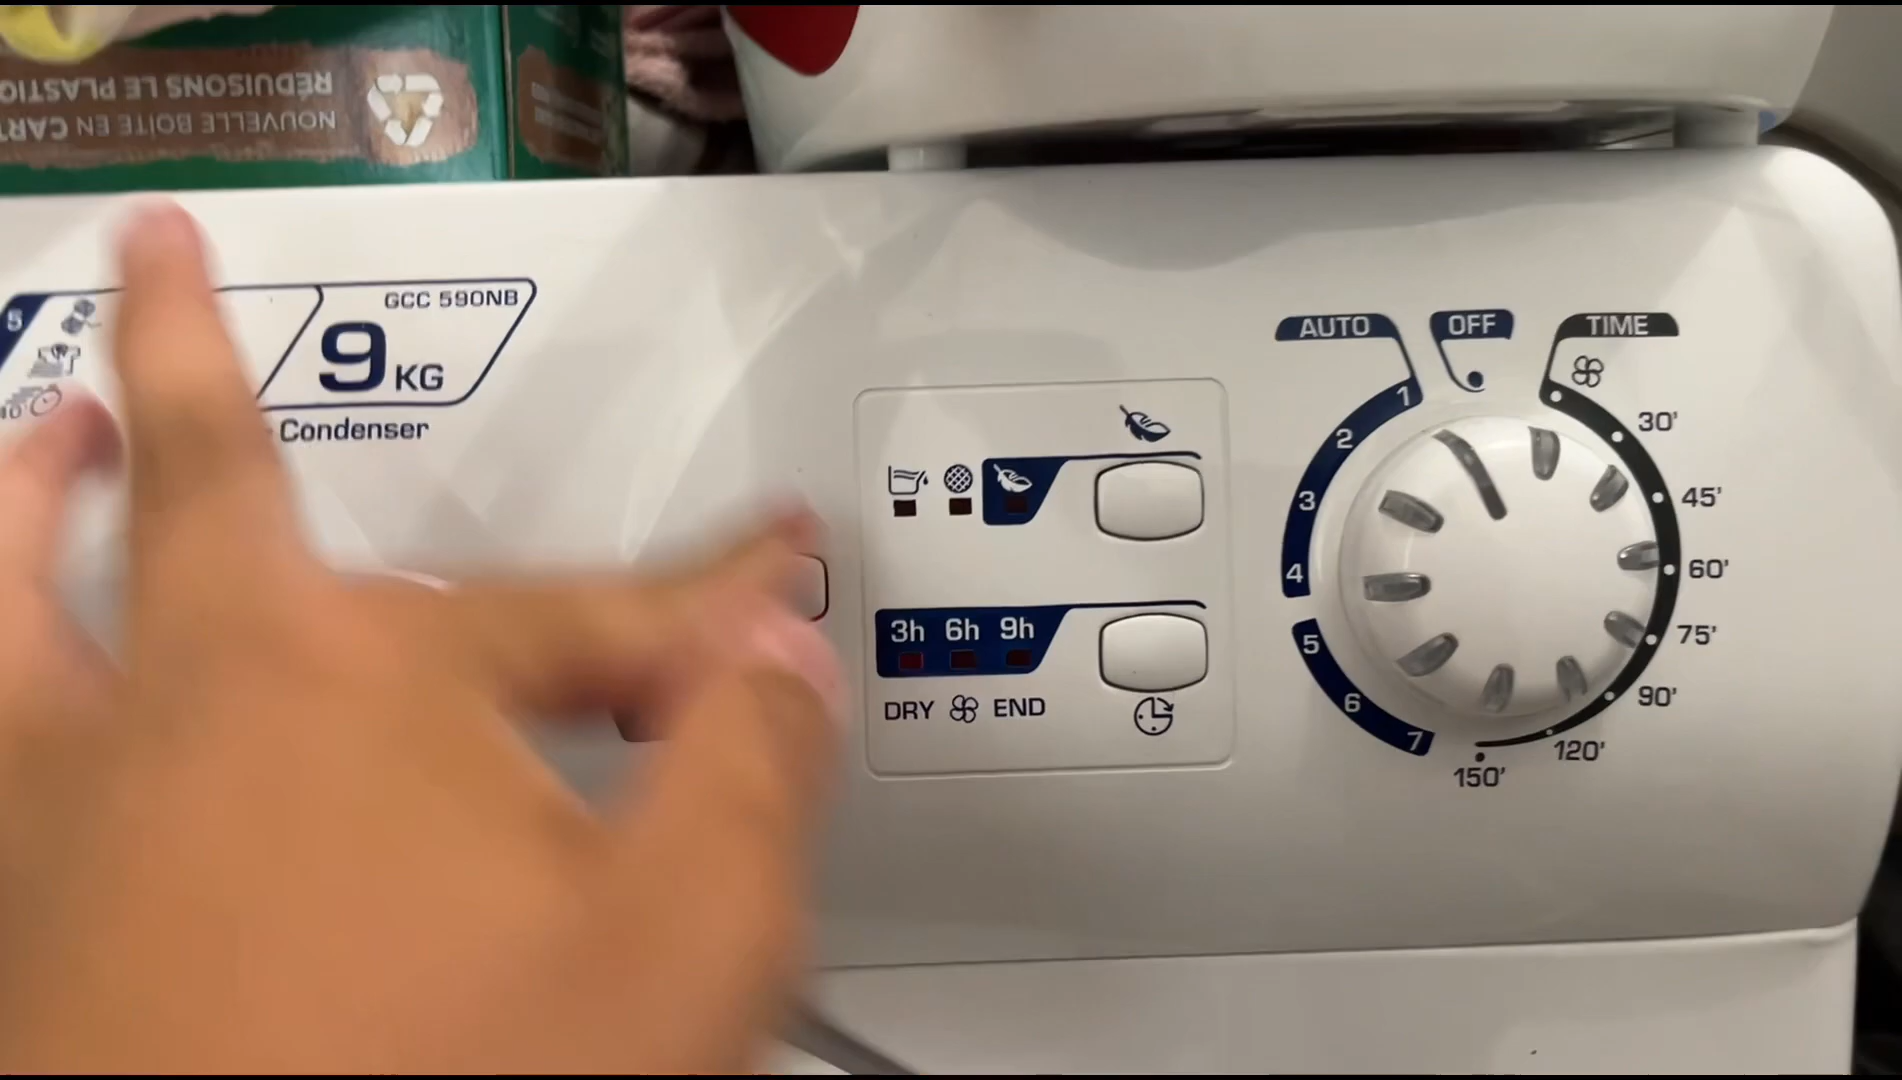 RÉDUISONS LE PLASTIQ
NOUVELLE BOITE EN CART
5
GCC 590NB
9 KG
Condenser
AUTO
OFF
TIME
1
2
3
4
5
6
7
30'
45'
60'
75'
90'
120'
150'
3h 6h 9h
DRY END